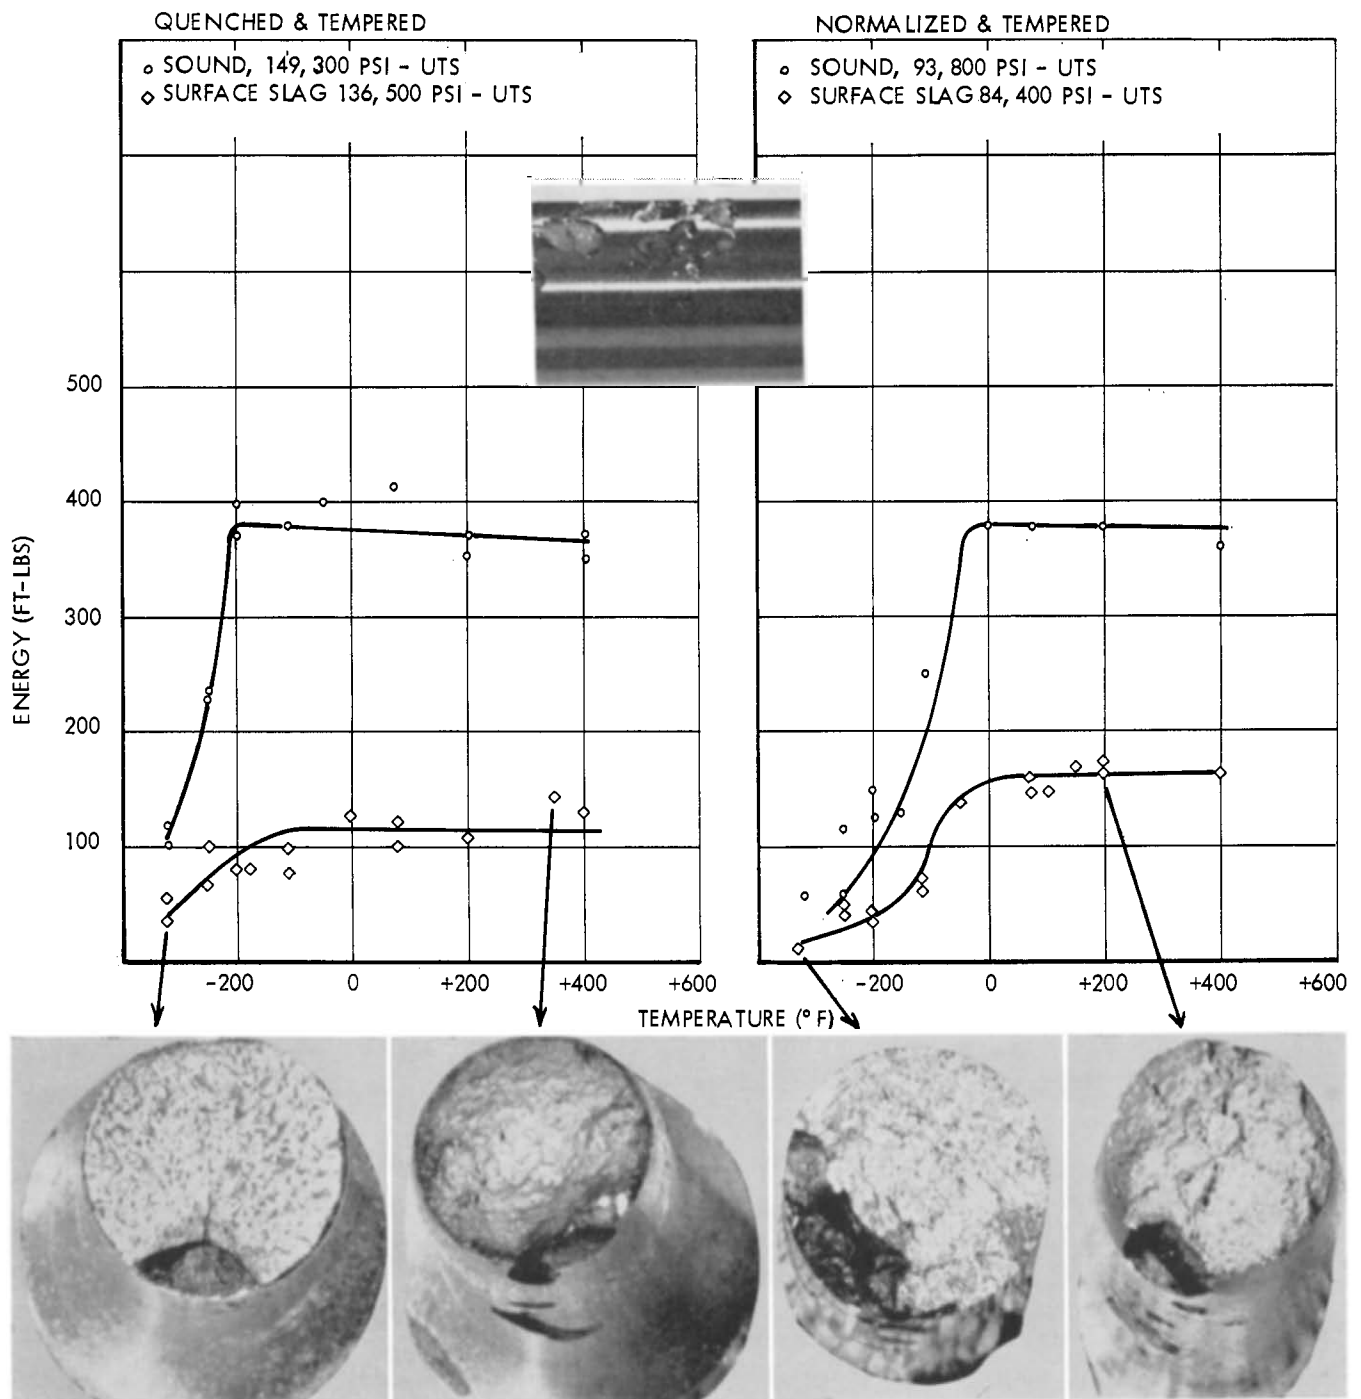 QUENCHED & TEMPERED
SOUND, 149, 300 PSI - UTS
SURFACE SLAG 136, 500 PSI - UTS
NORMALIZED & TEMPERED
SOUND, 93, 800 PSI - UTS
SURFACE SLAG 84, 400 PSI - UTS
500
400
300
200
100
ENERGY (FT-LBS)
-200 0 +200 +400 +600
-200 0 +200 +400 +600
TEMPERATURE (° F)